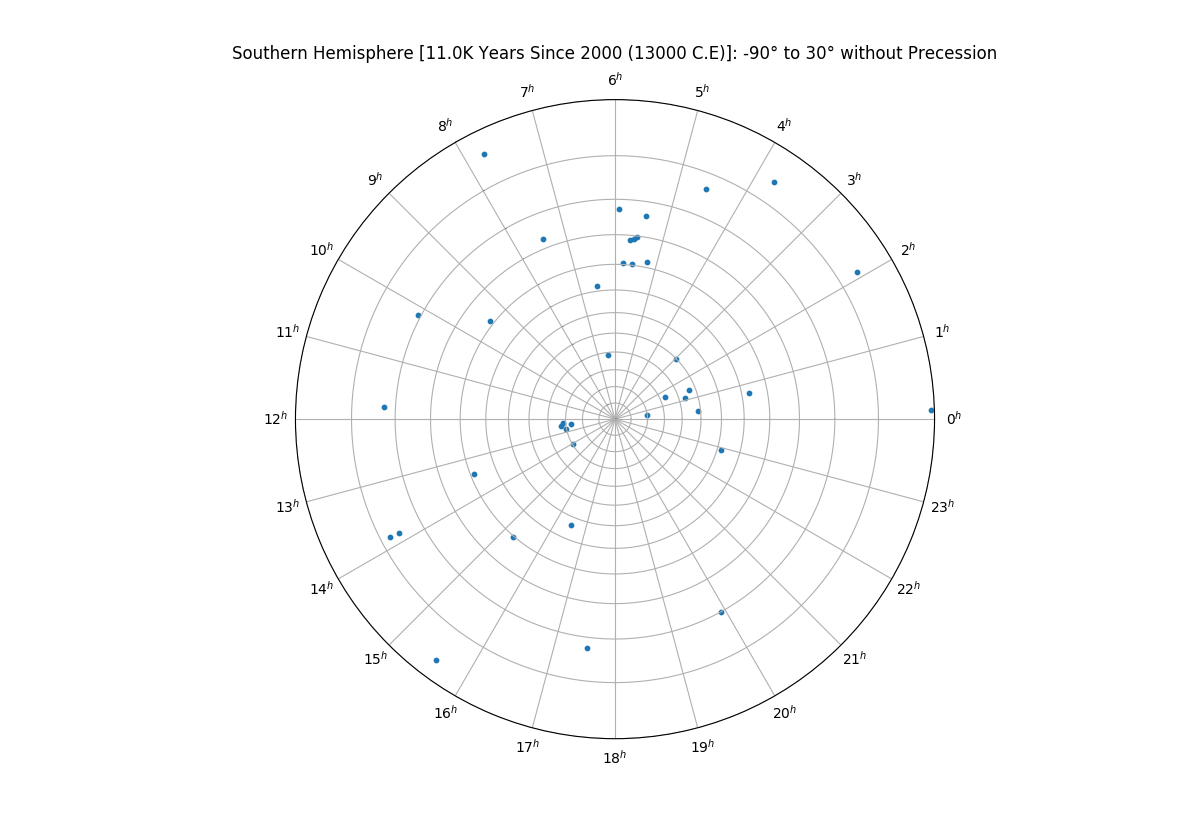 Southern Hemisphere [11.0K Years Since 2000 (13000 C.E)]: -90° to 30° without Precession
6ʰ
7ʰ
5ʰ
8ʰ
4ʰ
9ʰ
3ʰ
10ʰ
2ʰ
11ʰ
1ʰ
12ʰ
0ʰ
13ʰ
23ʰ
14ʰ
22ʰ
15ʰ
21ʰ
16ʰ
20ʰ
17ʰ
19ʰ
18ʰ